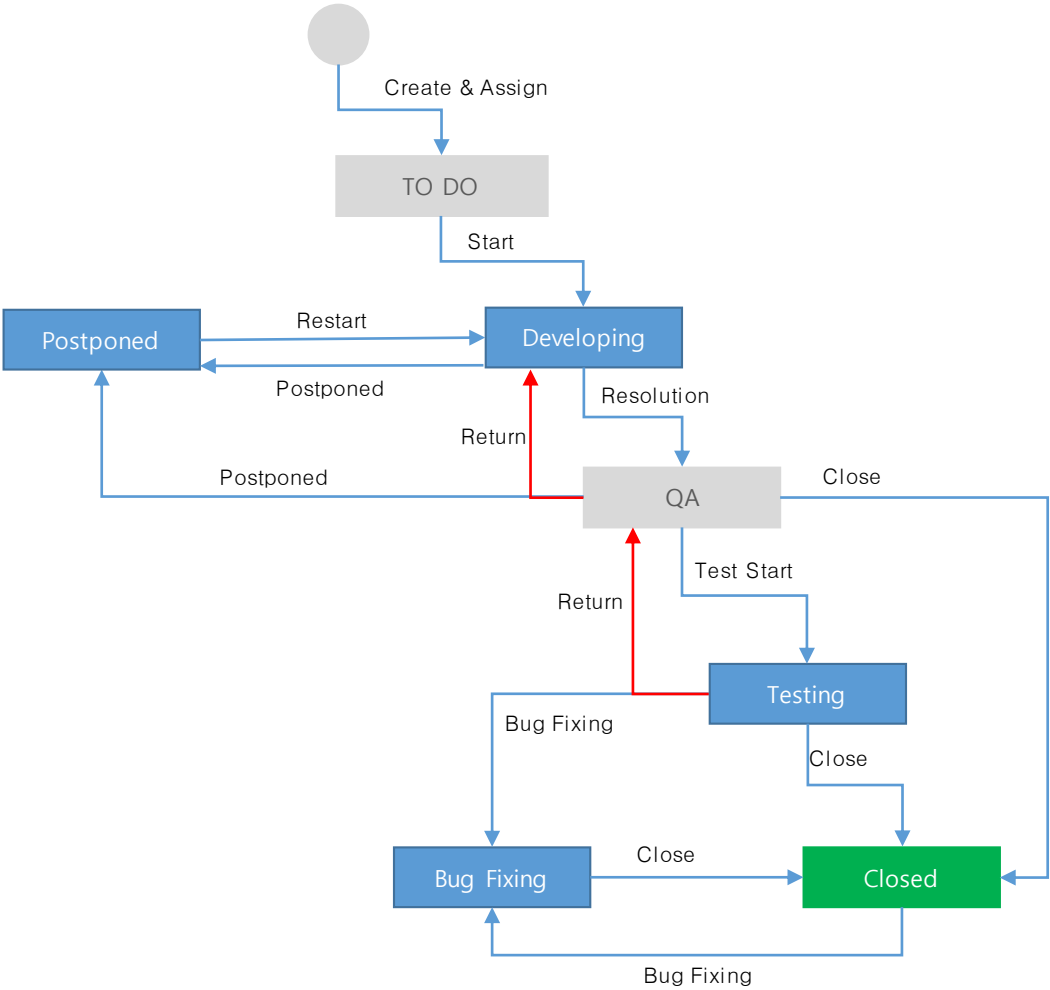 Create & Assign
TO DO
Start
Postponed
Restart
Developing
Postponed
Resolution
Return
Postponed
QA
Close
Test Start
Return
Testing
Bug Fixing
Close
Bug Fixing
Close
Closed
Bug Fixing